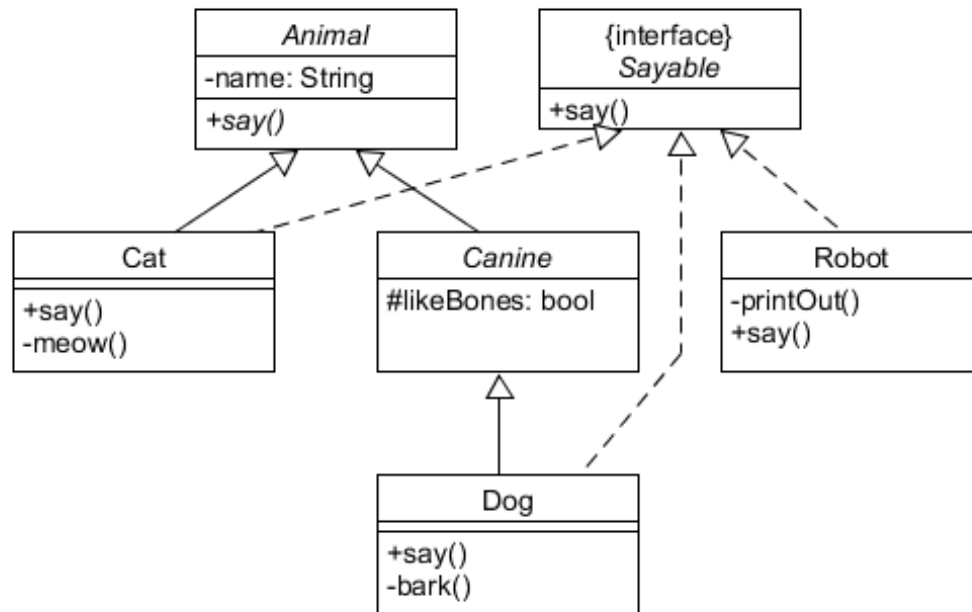 Animal
-name: String
+say()
{interface}
Sayable
+say()
Cat
+say()
-meow()
Canine
#likeBones: bool
Robot
-printOut()
+say()
Dog
+say()
-bark()